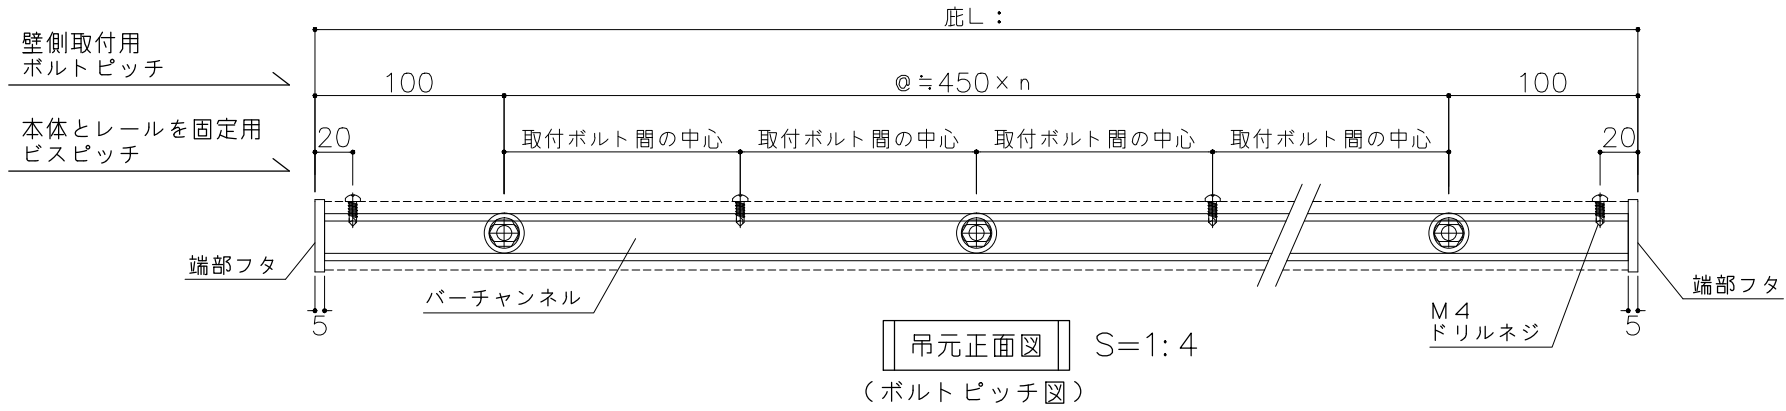 庇L：
壁側取付用
ボルトピッチ
100
@≒450×n
100
本体とレールを固定用
ビスピッチ
20
取付ボルト間の中心
取付ボルト間の中心
取付ボルト間の中心
取付ボルト間の中心
20
端部フタ
バーチャンネル
端部フタ
5
M4
ドリルネジ
5
吊元正面図
S=1:4
（ボルトピッチ図）